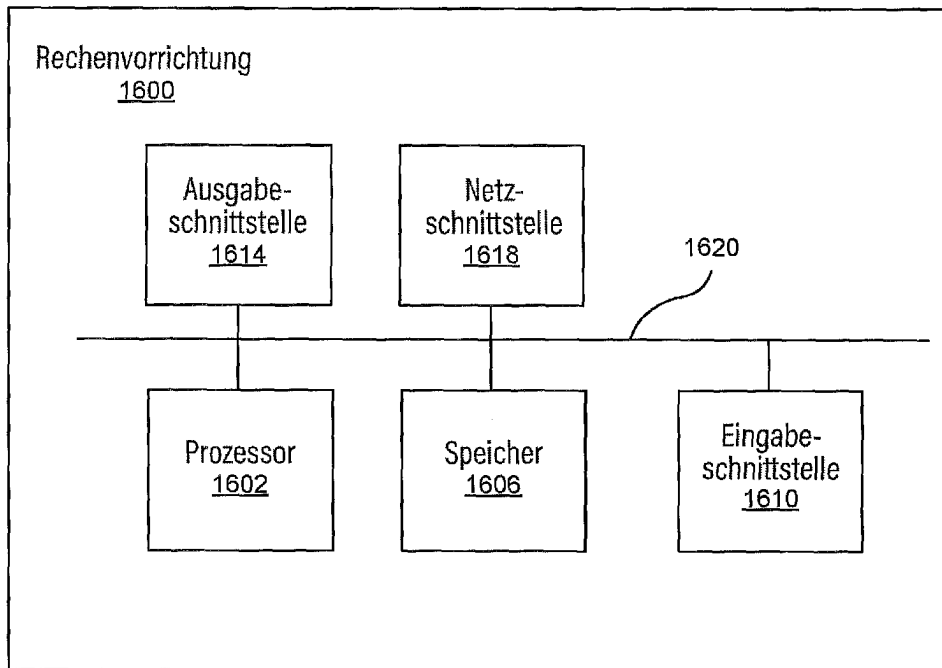 Rechenvorrichtung
1600
Ausgabe-
schnittstelle
1614
Netz-
schnittstelle
1618
1620
Prozessor
1602
Speicher
1606
Eingabe-
schnittstelle
1610